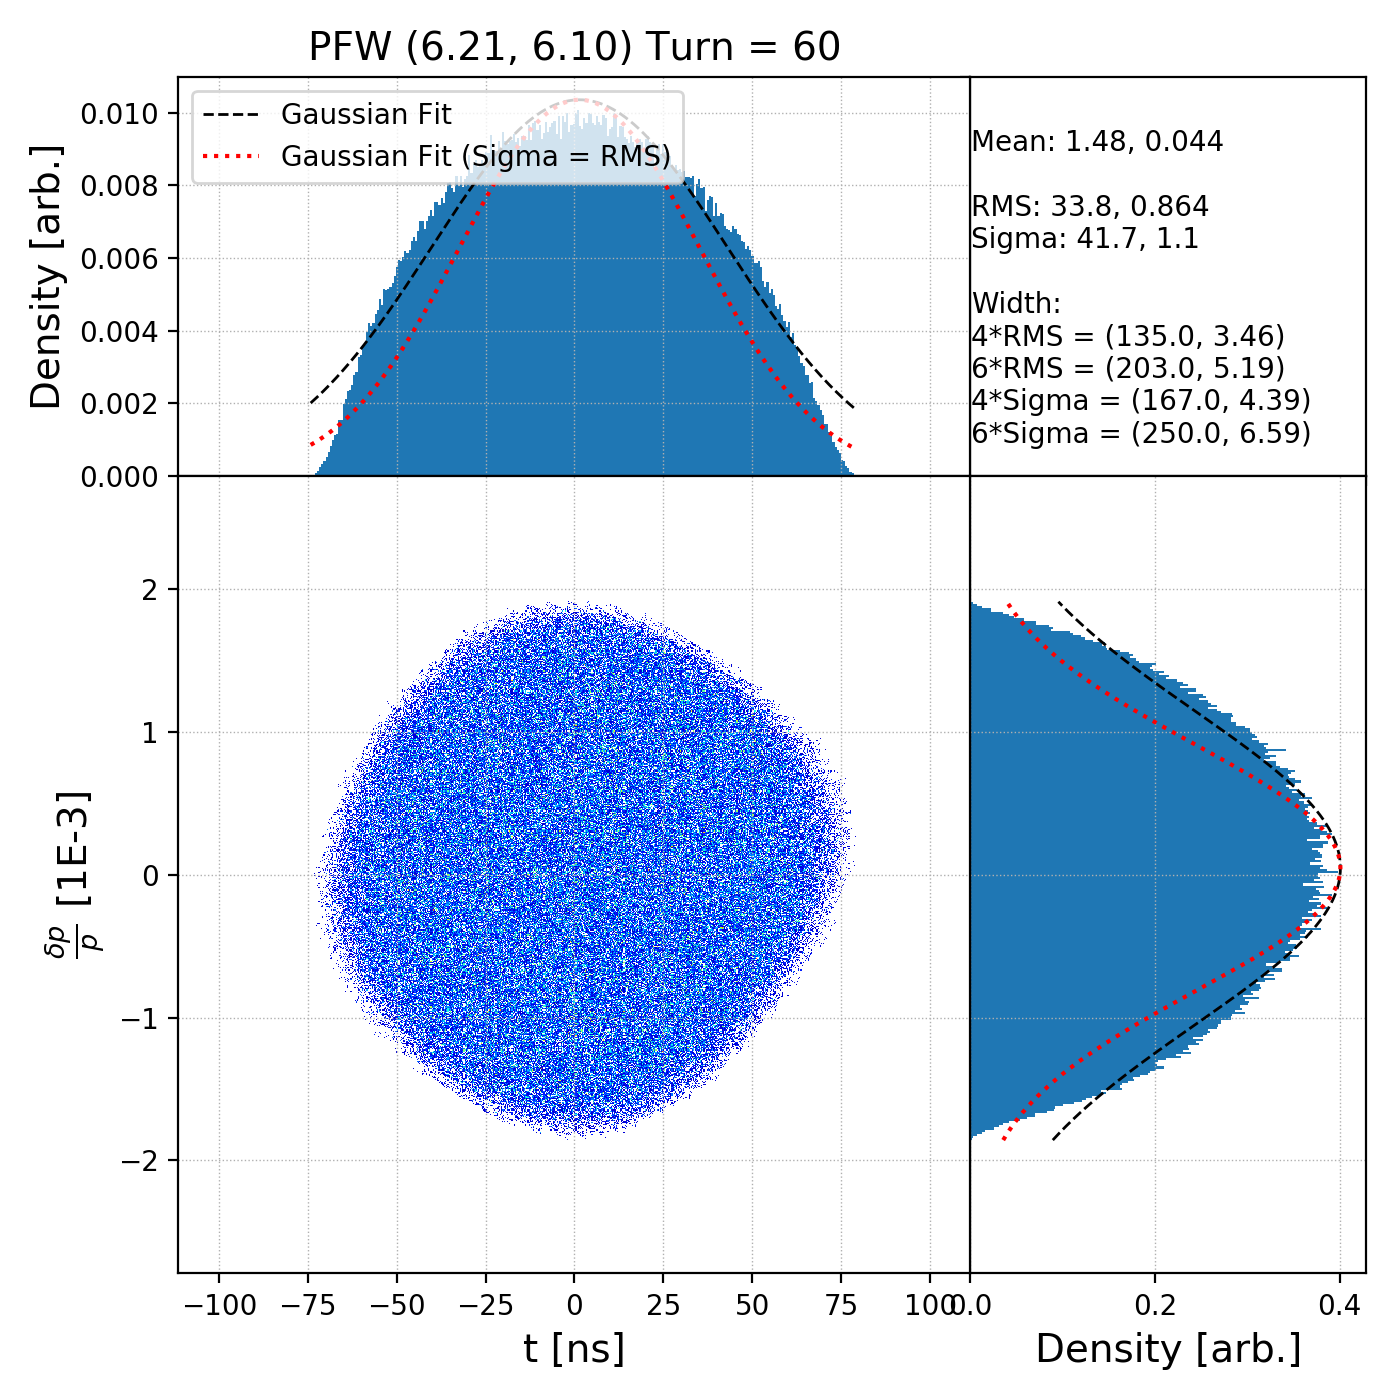 PFW (6.21, 6.10) Turn = 60
Gaussian Fit
Gaussian Fit (Sigma = RMS)
Density [arb.]
0.010
0.008
0.006
0.004
0.002
0.000
Mean: 1.48, 0.044
RMS: 33.8, 0.864
Sigma: 41.7, 1.1
Width:
4*RMS = (135.0, 3.46)
6*RMS = (203.0, 5.19)
4*Sigma = (167.0, 4.39)
6*Sigma = (250.0, 6.59)
δp/p [1E-3]
2
1
0
−1
−2
−100 −75 −50 −25 0 25 50 75 100
t [ns]
0.0 0.2 0.4
Density [arb.]